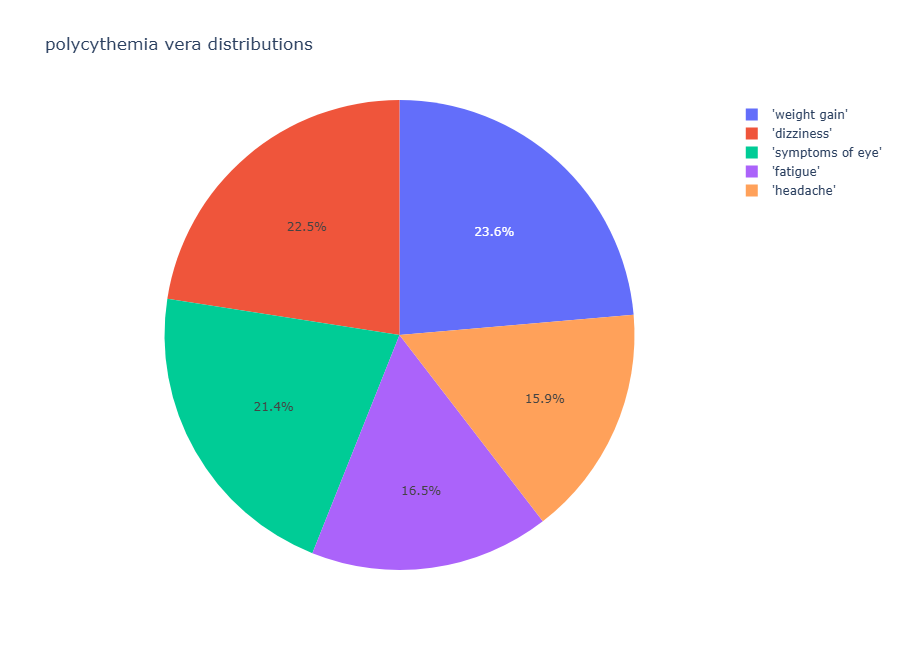 polycythemia vera distributions
'weight gain'
'dizziness'
'symptoms of eye'
'fatigue'
'headache'
22.5%
23.6%
15.9%
21.4%
16.5%